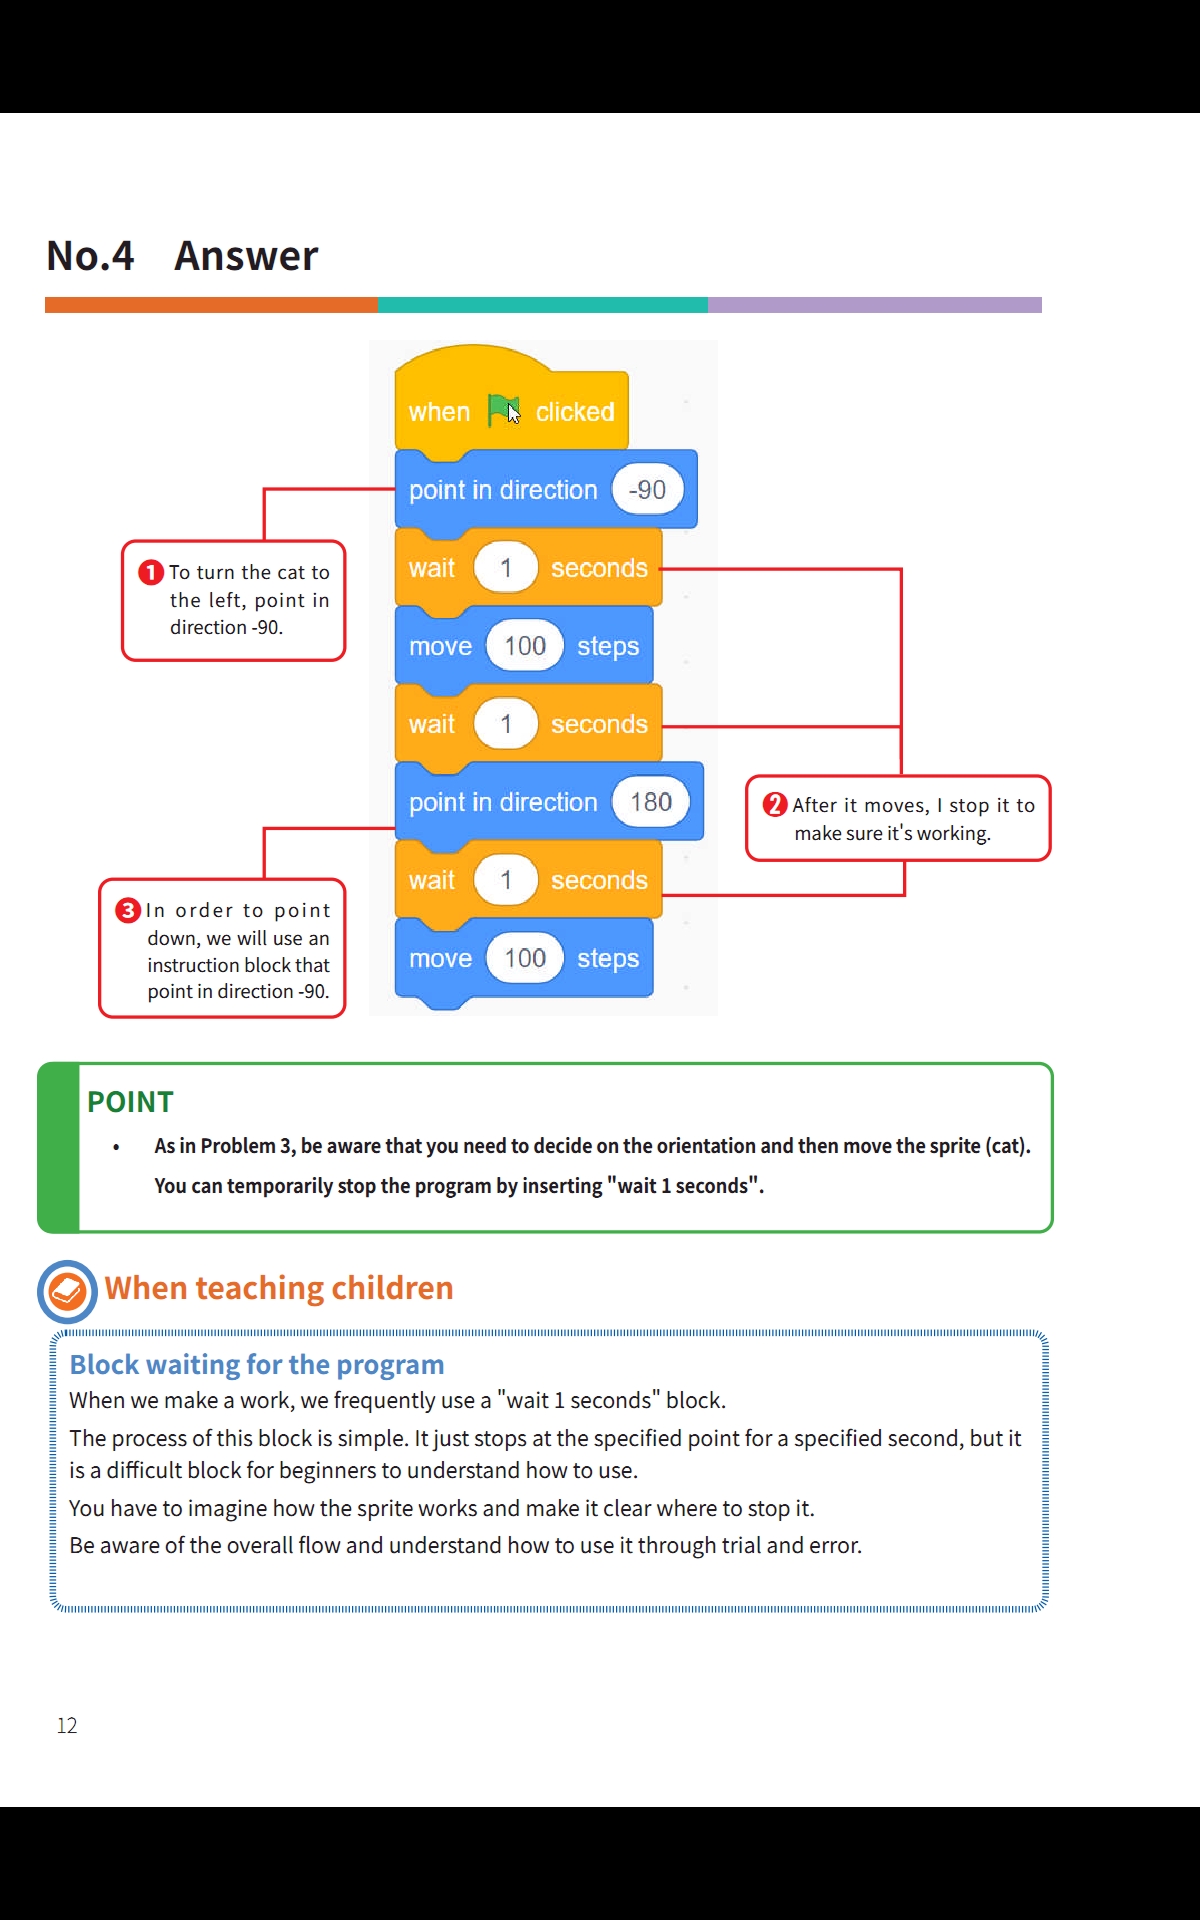 No.4 Answer
when clicked
point in direction -90
wait 1 seconds
move 100 steps
wait 1 seconds
point in direction 180
wait 1 seconds
move 100 steps
1 To turn the cat to
the left, point in
direction -90.
2 After it moves, I stop it to
make sure it's working.
3 In order to point
down, we will use an
instruction block that
point in direction -90.
POINT
• As in Problem 3, be aware that you need to decide on the orientation and then move the sprite (cat).
You can temporarily stop the program by inserting "wait 1 seconds".
When teaching children
Block waiting for the program
When we make a work, we frequently use a "wait 1 seconds" block.
The process of this block is simple. It just stops at the specified point for a specified second, but it
is a difficult block for beginners to understand how to use.
You have to imagine how the sprite works and make it clear where to stop it.
Be aware of the overall flow and understand how to use it through trial and error.
12